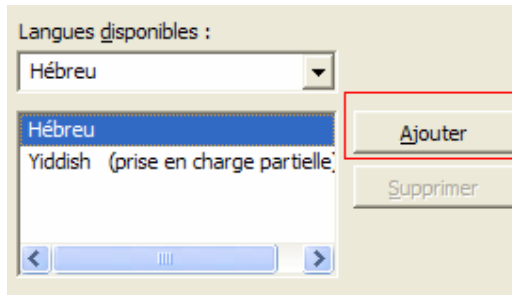 Langues disponibles :
Hébreu
Hébreu
Ajouter
Yiddish (prise en charge partielle)
Supprimer